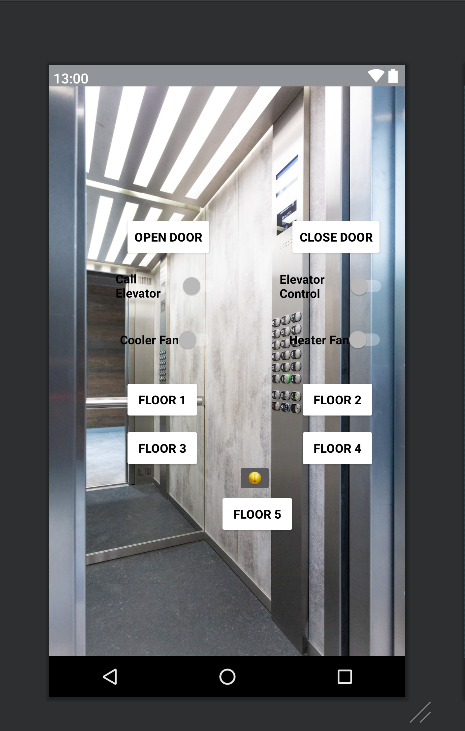 13:00
OPEN DOOR CLOSE DOOR
Call Elevator
Elevator Control
Cooler Fan Heater Fan
FLOOR 1 FLOOR 2
FLOOR 3 FLOOR 4
FLOOR 5